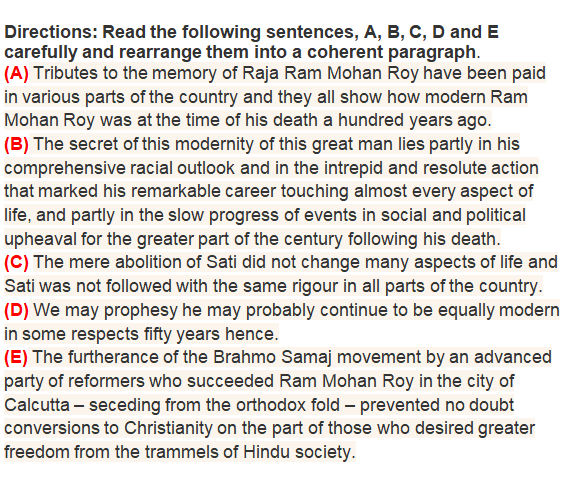 Directions: Read the following sentences, A, B, C, D and E
carefully and rearrange them into a coherent paragraph.
(A) Tributes to the memory of Raja Ram Mohan Roy have been paid
in various parts of the country and they all show how modern Ram
Mohan Roy was at the time of his death a hundred years ago.
(B) The secret of this modernity of this great man lies partly in his
comprehensive racial outlook and in the intrepid and resolute action
that marked his remarkable career touching almost every aspect of
life, and partly in the slow progress of events in social and political
upheaval for the greater part of the century following his death.
(C) The mere abolition of Sati did not change many aspects of life and
Sati was not followed with the same rigour in all parts of the country.
(D) We may prophesy he may probably continue to be equally modern
in some respects fifty years hence.
(E) The furtherance of the Brahmo Samaj movement by an advanced
party of reformers who succeeded Ram Mohan Roy in the city of
Calcutta – seceding from the orthodox fold – prevented no doubt
conversions to Christianity on the part of those who desired greater
freedom from the trammels of Hindu society.